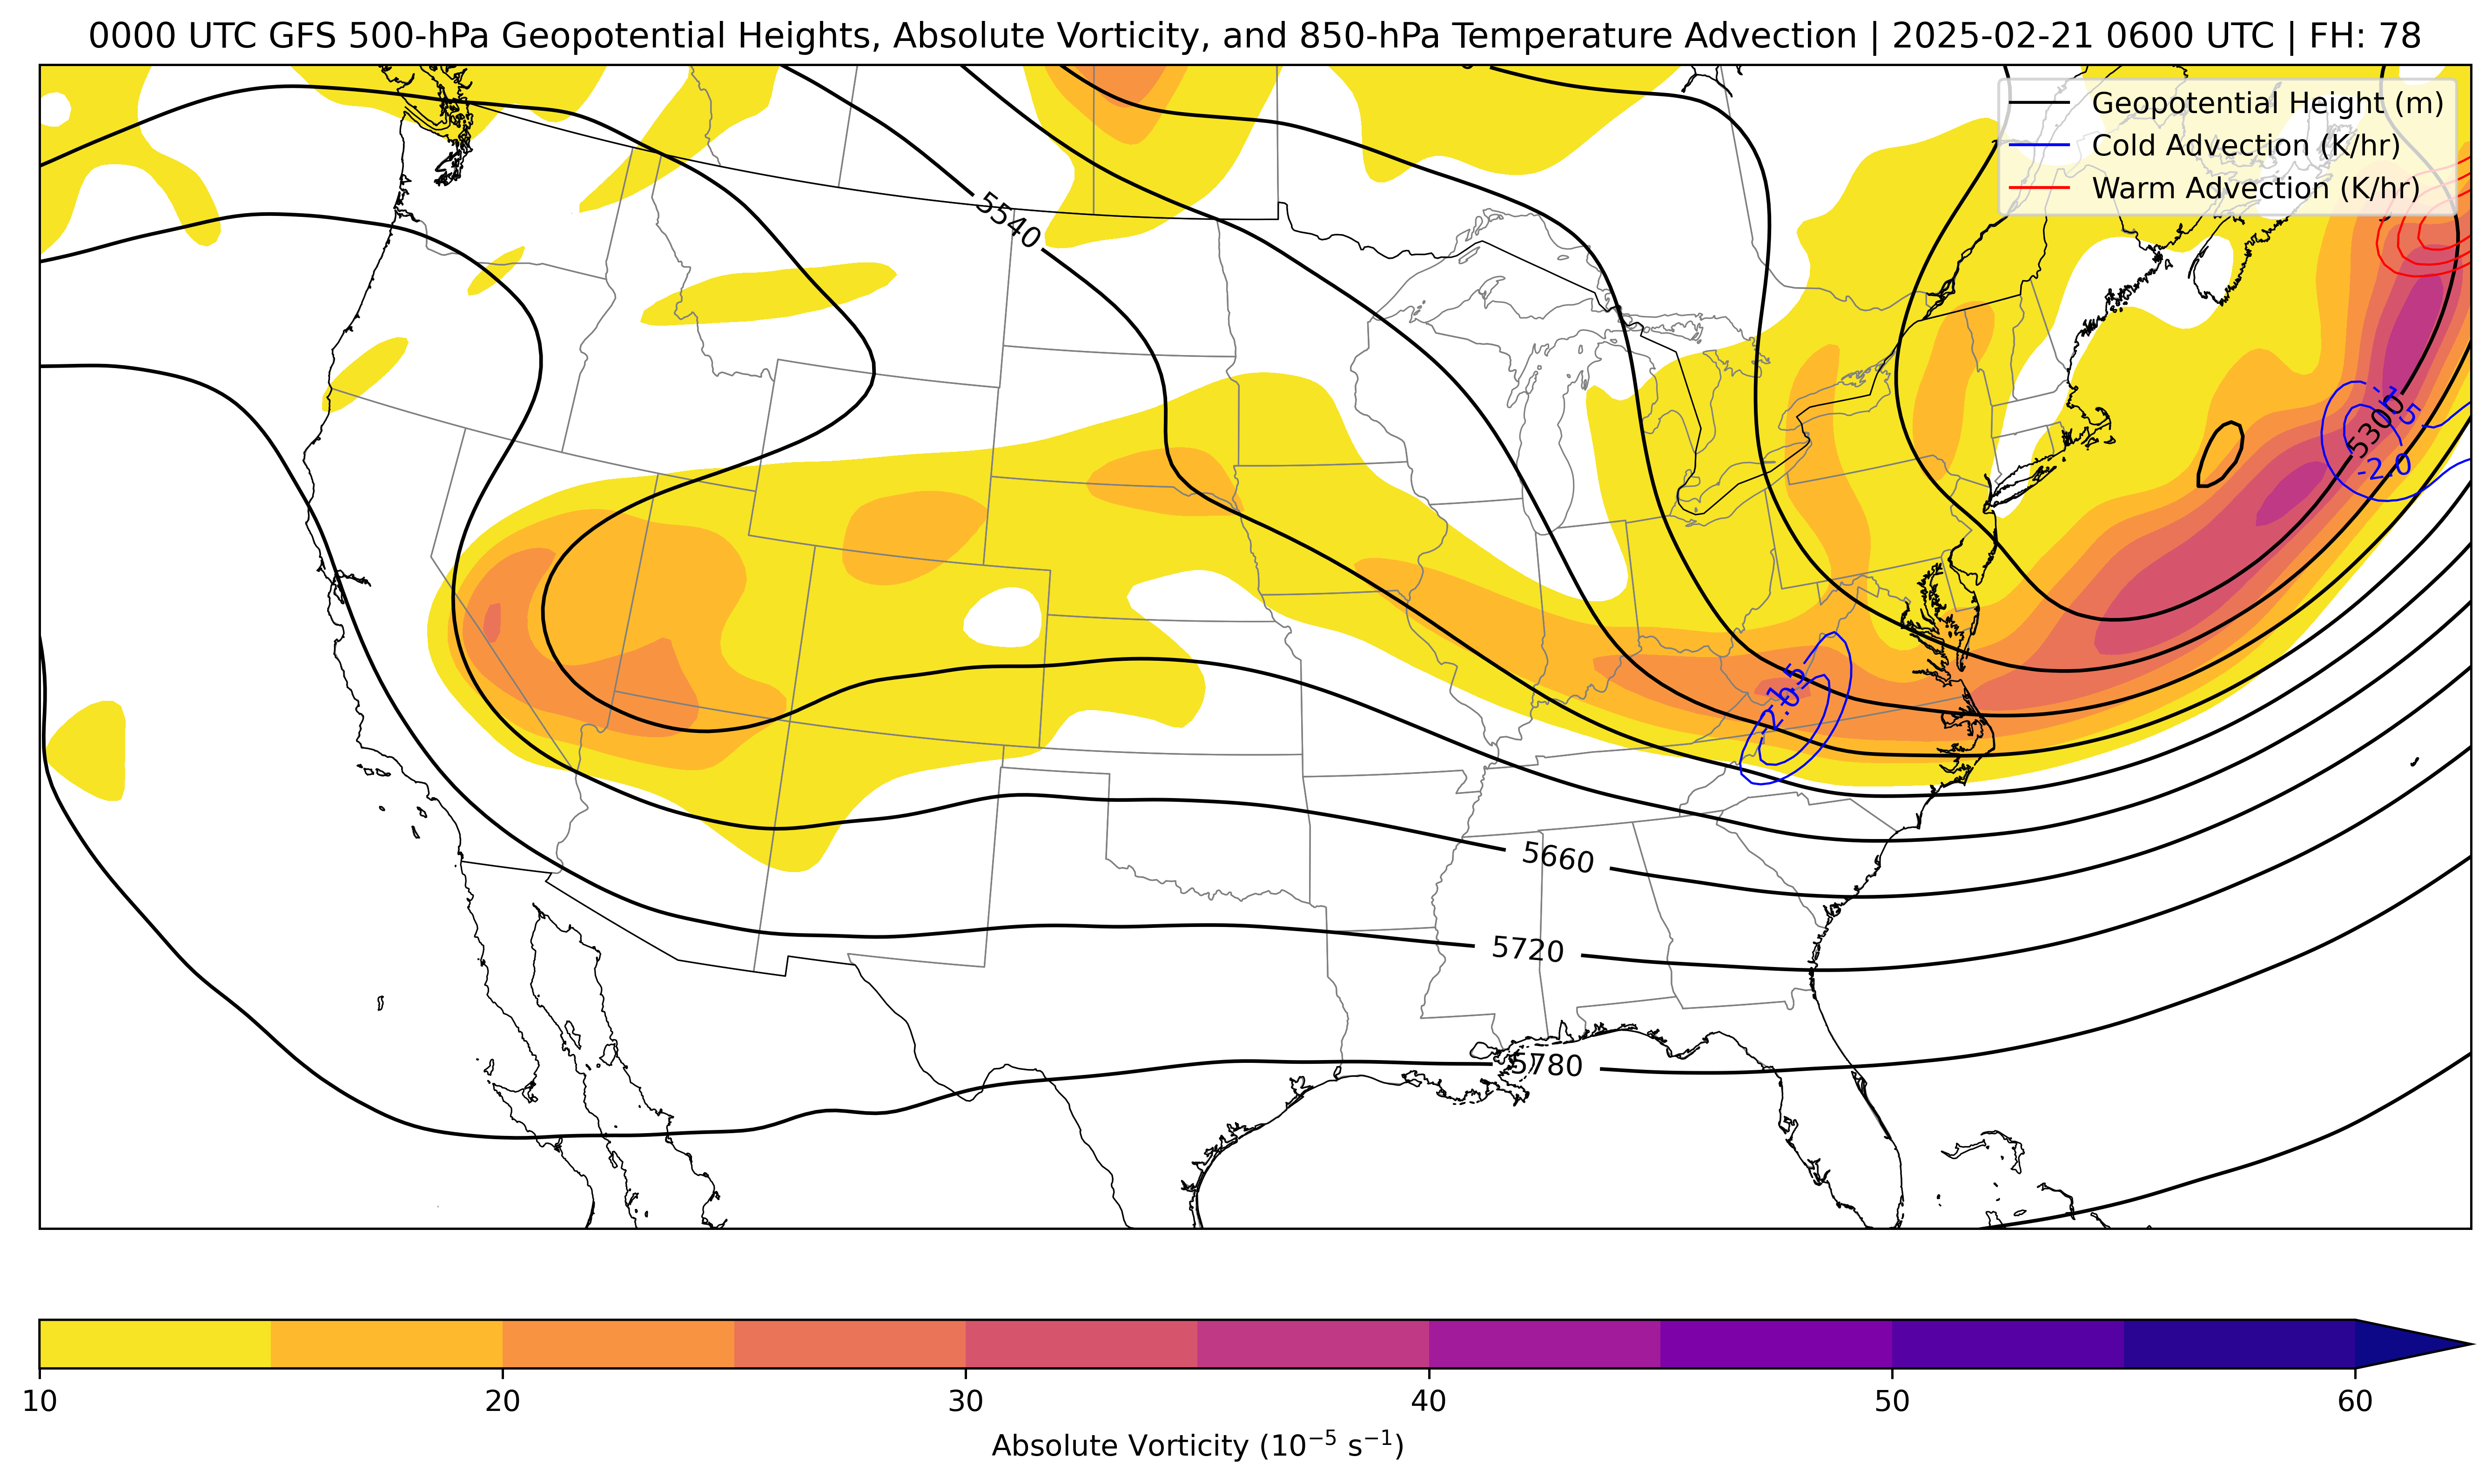 0000 UTC GFS 500-hPa Geopotential Heights, Absolute Vorticity, and 850-hPa Temperature Advection | 2025-02-21 0600 UTC | FH: 78
Geopotential Height (m)
Cold Advection (K/hr)
Warm Advection (K/hr)
5540
5300
-2.0
-1.5
-2.0
5660
5720
5780
10 20 30 40 50 60
Absolute Vorticity (10⁻⁵ s⁻¹)